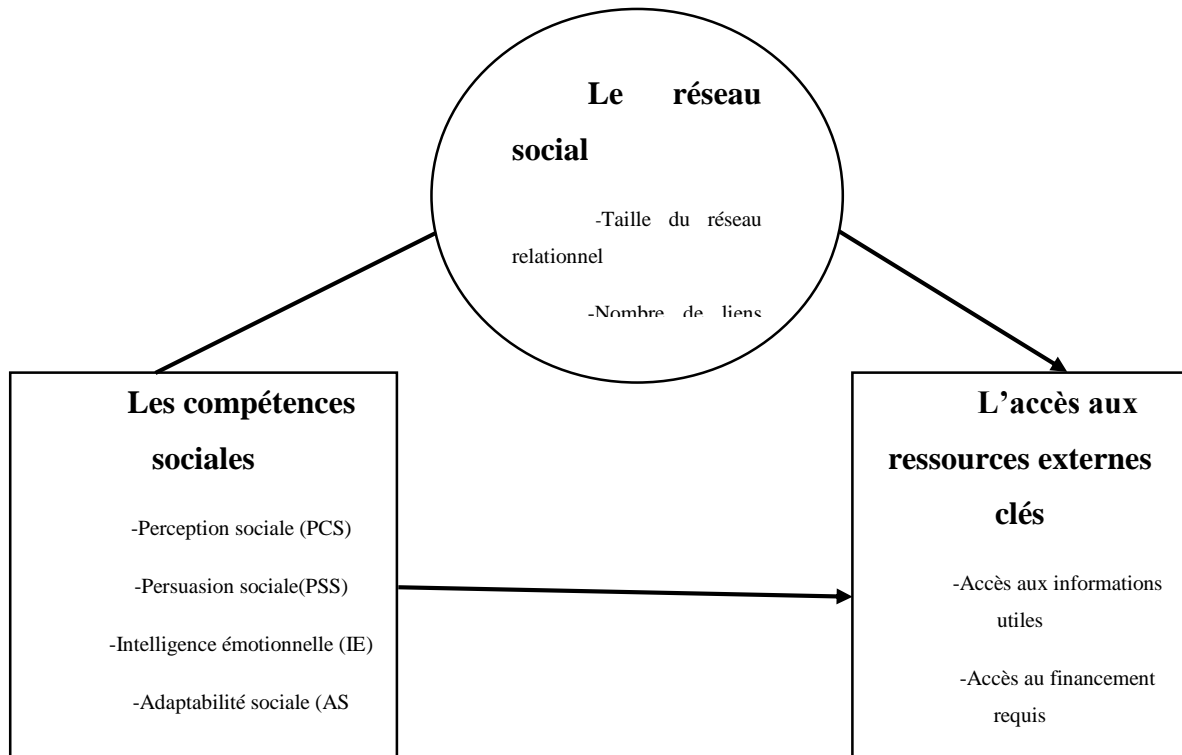 Le réseau
social
-Taille du réseau
relationnel
-Nombre de liens
Les compétences
sociales
-Perception sociale (PCS)
-Persuasion sociale(PSS)
-Intelligence émotionnelle (IE)
-Adaptabilité sociale (AS
L’accès aux
ressources externes
clés
-Accès aux informations
utiles
-Accès au financement
requis